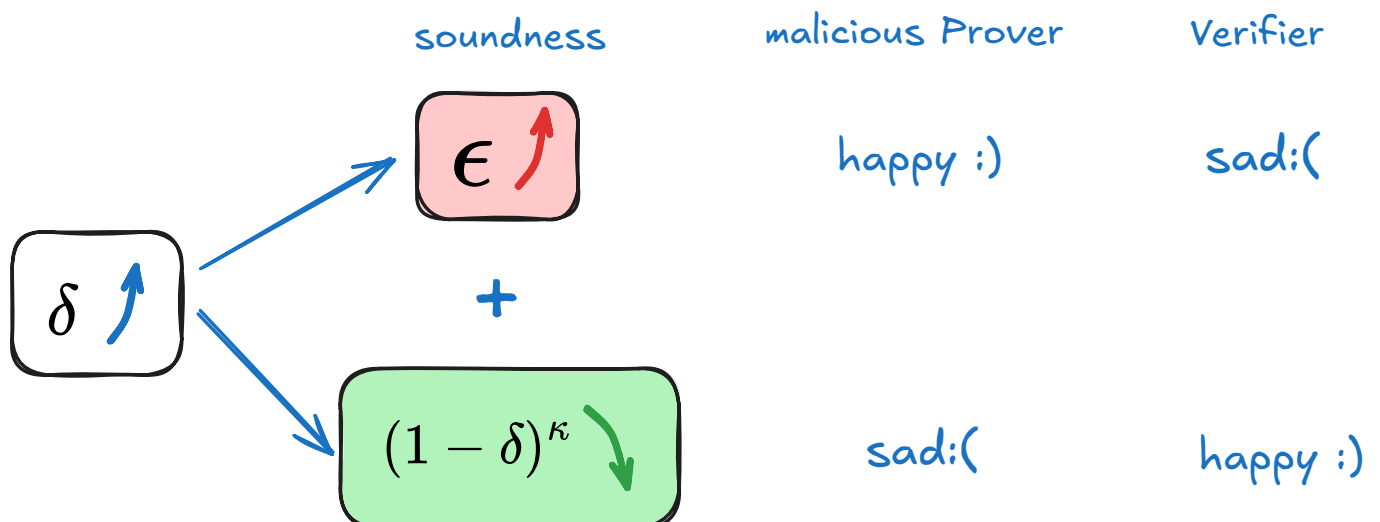 soundness malicious Prover Verifier
ϵ happy :) sad:(
δ +
(1 − δ)^κ sad:( happy :)